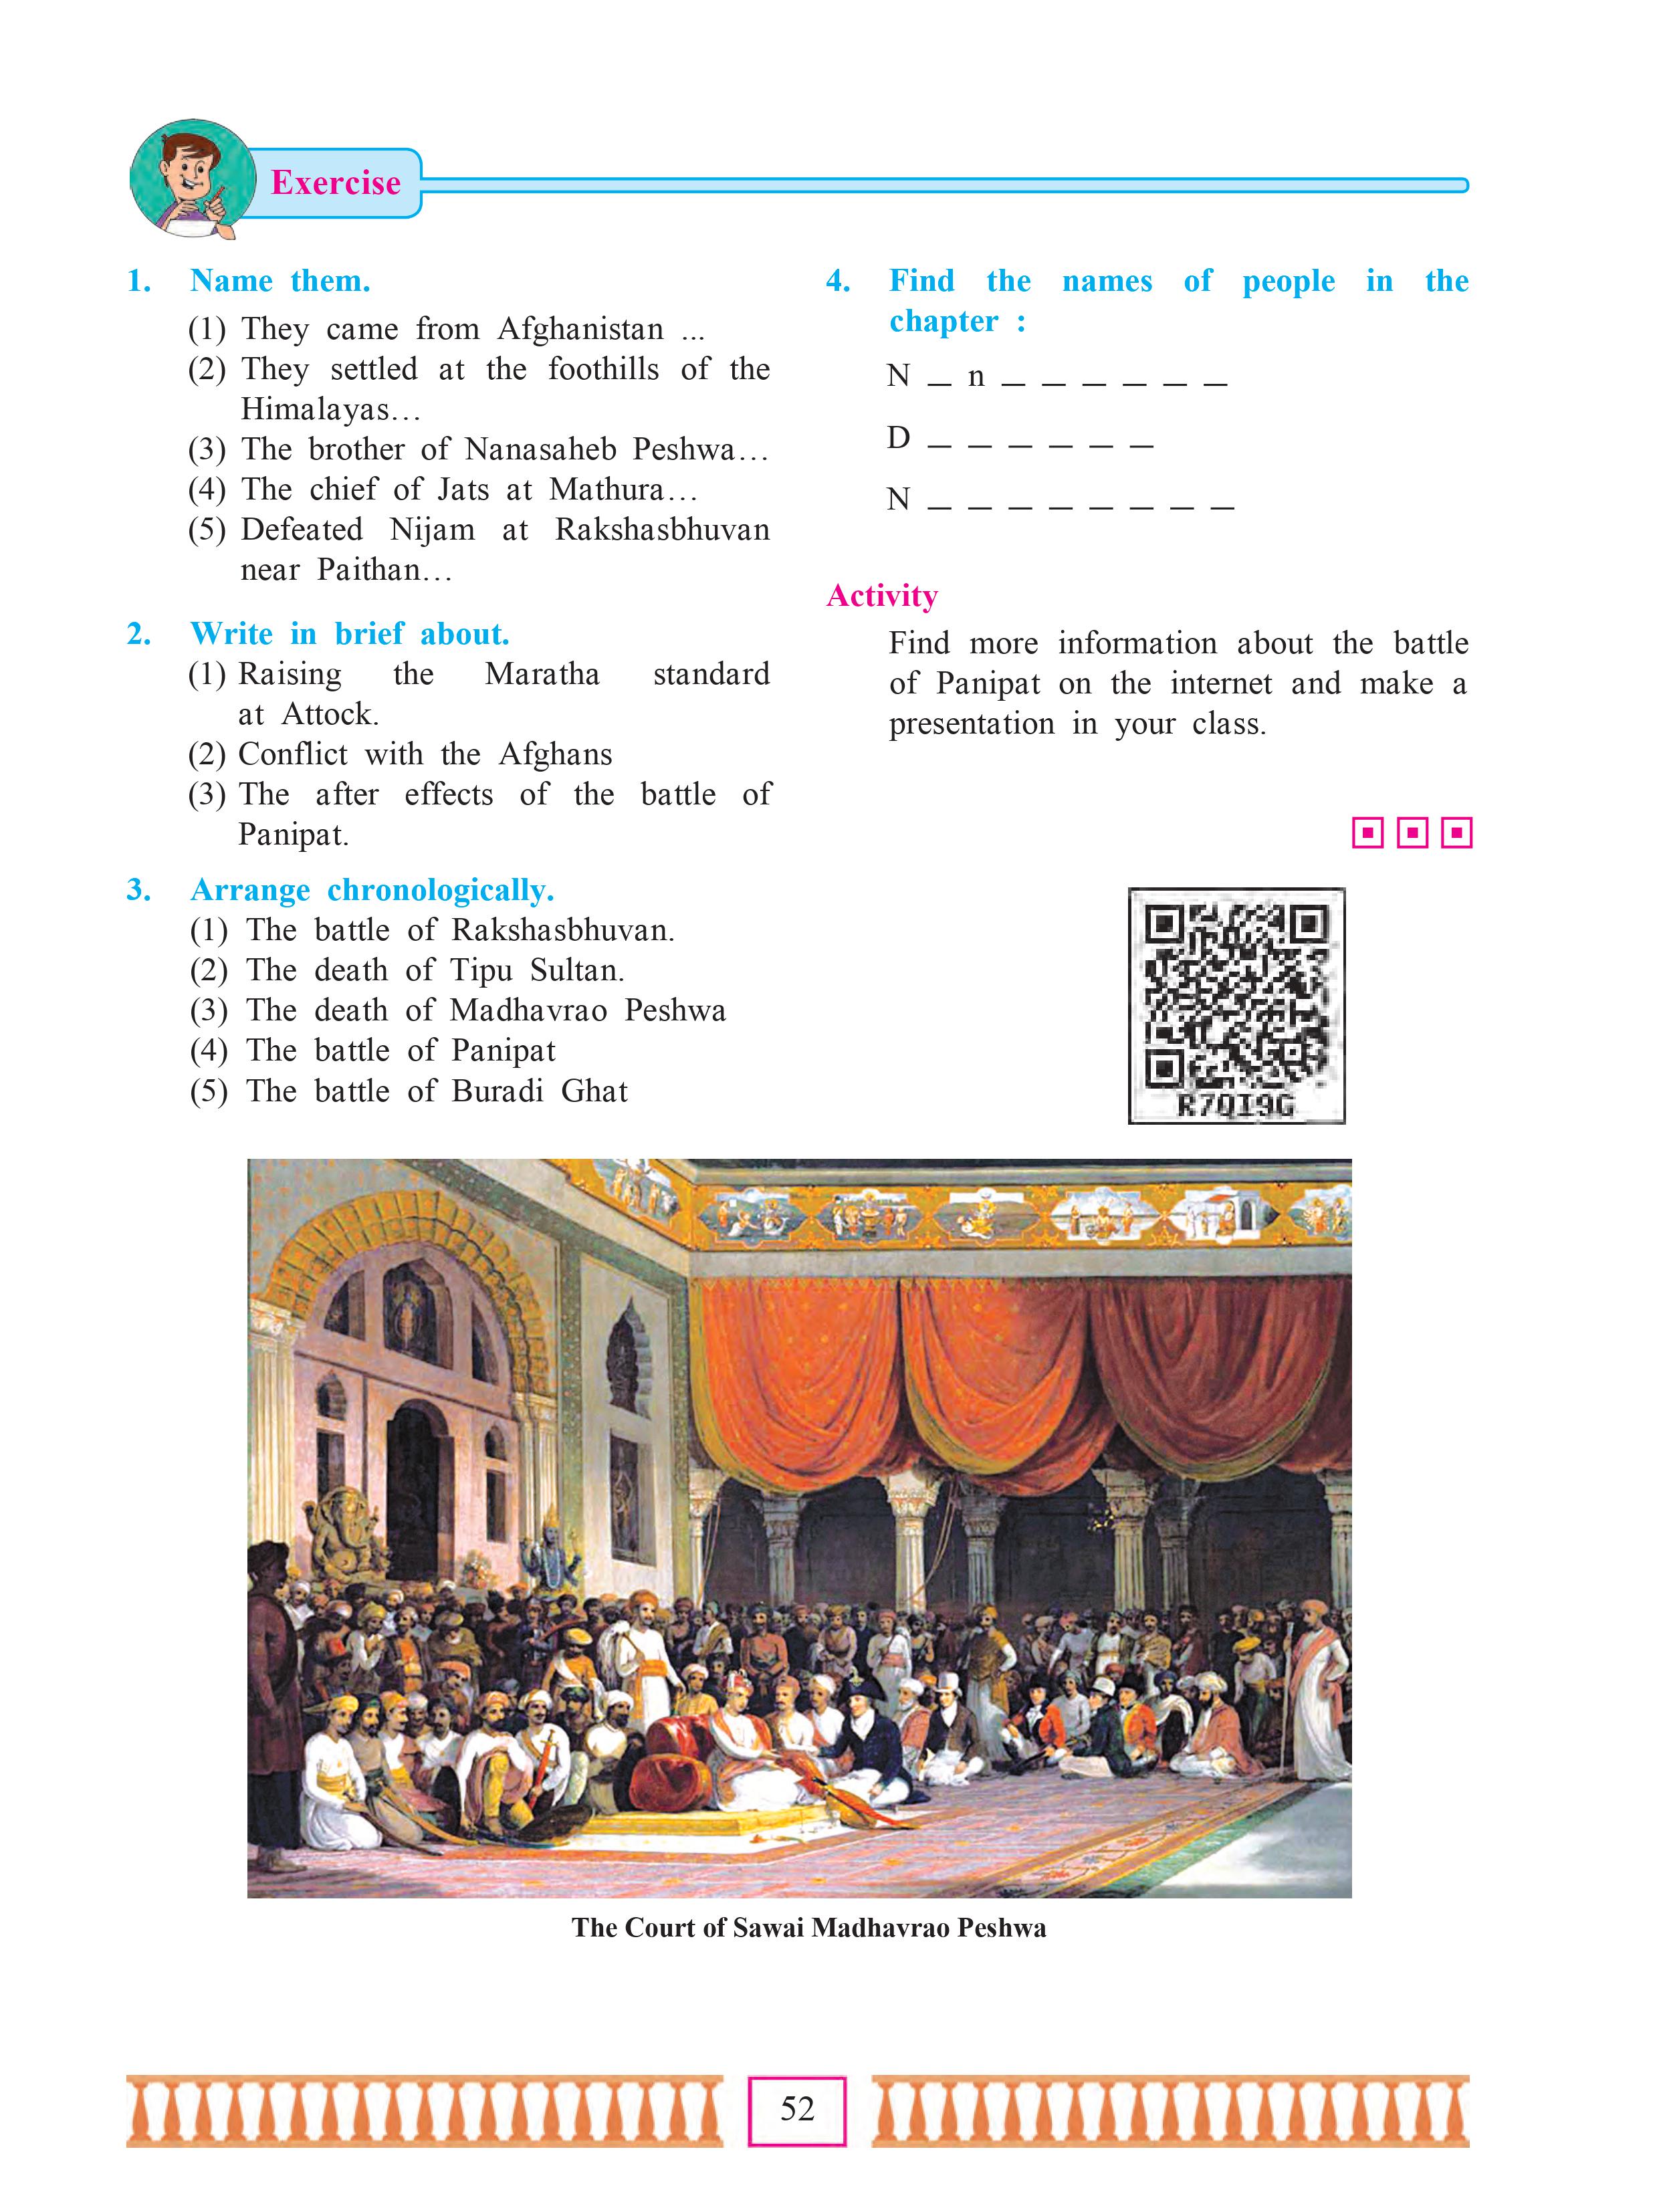 Exercise
1. Name them.
(1) They came from Afghanistan ...
(2) They settled at the foothills of the
Himalayas…
(3) The brother of Nanasaheb Peshwa…
(4) The chief of Jats at Mathura…
(5) Defeated Nijam at Rakshasbhuvan
near Paithan…
2. Write in brief about.
(1) Raising the Maratha standard
at Attock.
(2) Conflict with the Afghans
(3) The after effects of the battle of
Panipat.
3. Arrange chronologically.
(1) The battle of Rakshasbhuvan.
(2) The death of Tipu Sultan.
(3) The death of Madhavrao Peshwa
(4) The battle of Panipat
(5) The battle of Buradi Ghat
4. Find the names of people in the
chapter :
N _ n _ _ _ _ _ _
D _ _ _ _ _ _
N _ _ _ _ _ _ _ _
Activity
Find more information about the battle
of Panipat on the internet and make a
presentation in your class.
R7QI9G
The Court of Sawai Madhavrao Peshwa
52